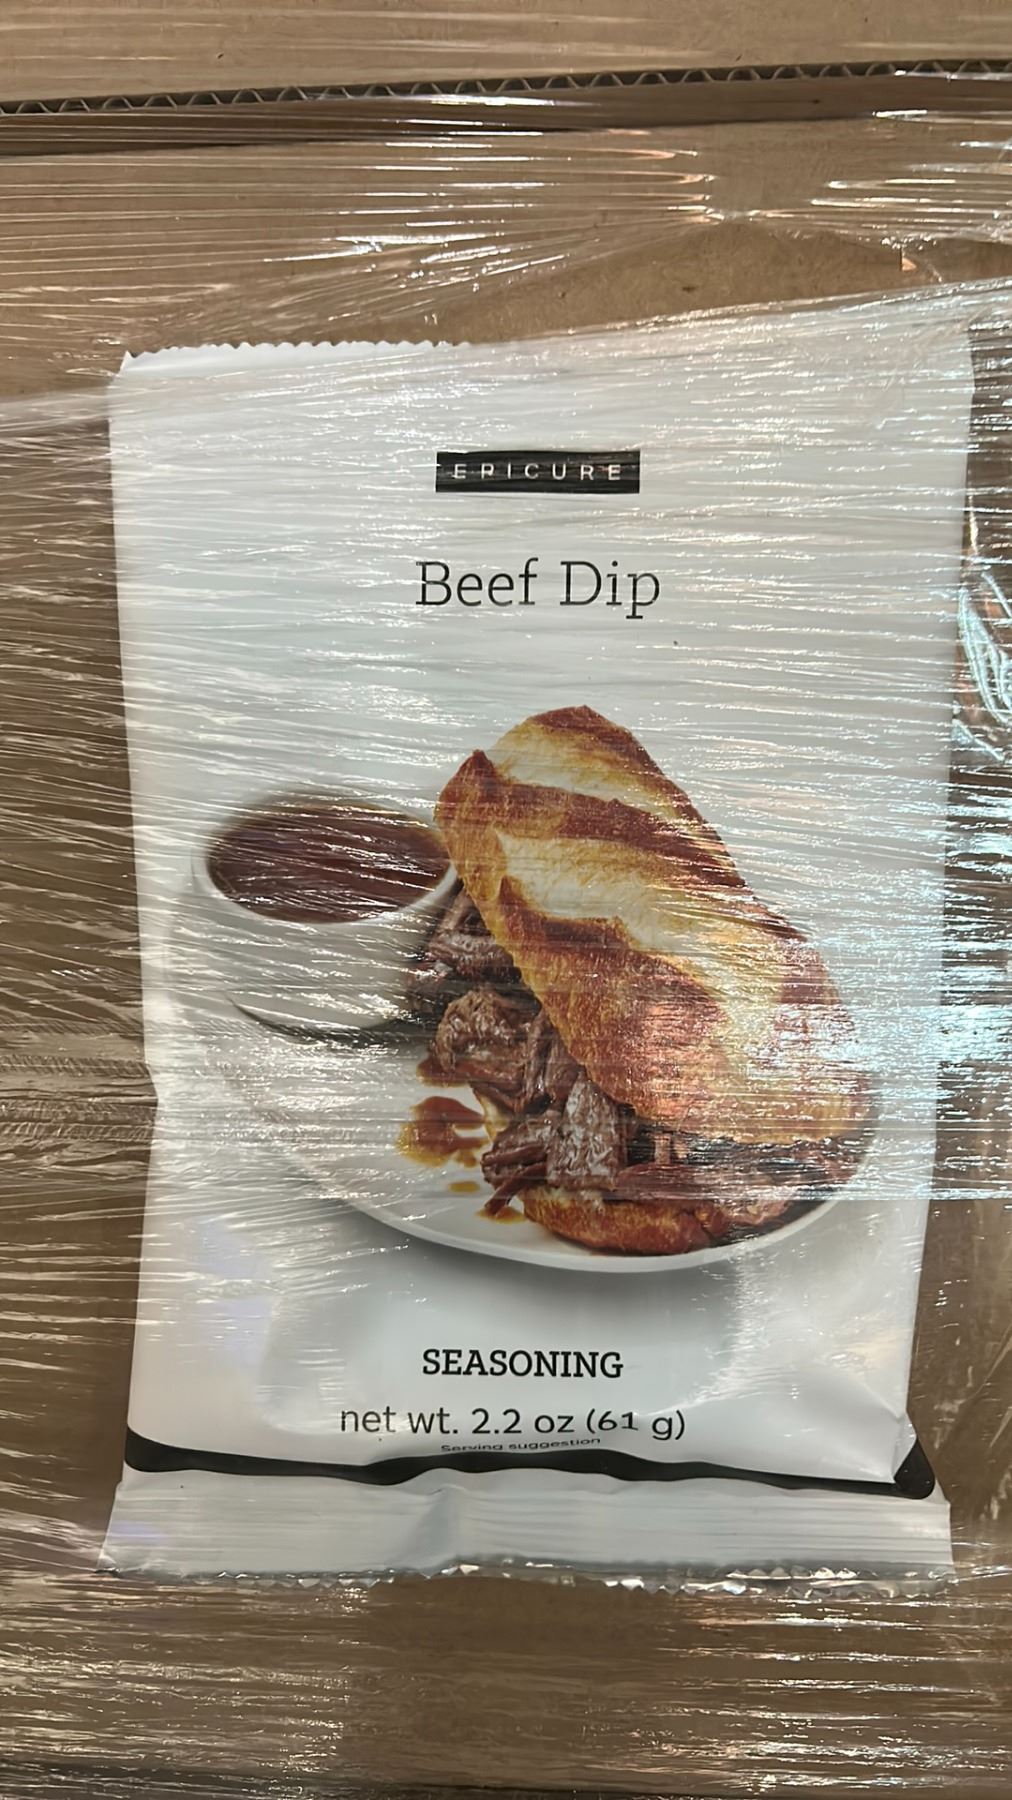 EPICURE
Beef Dip
SEASONING
net wt. 2.2 oz (61 g)
Serving suggestion